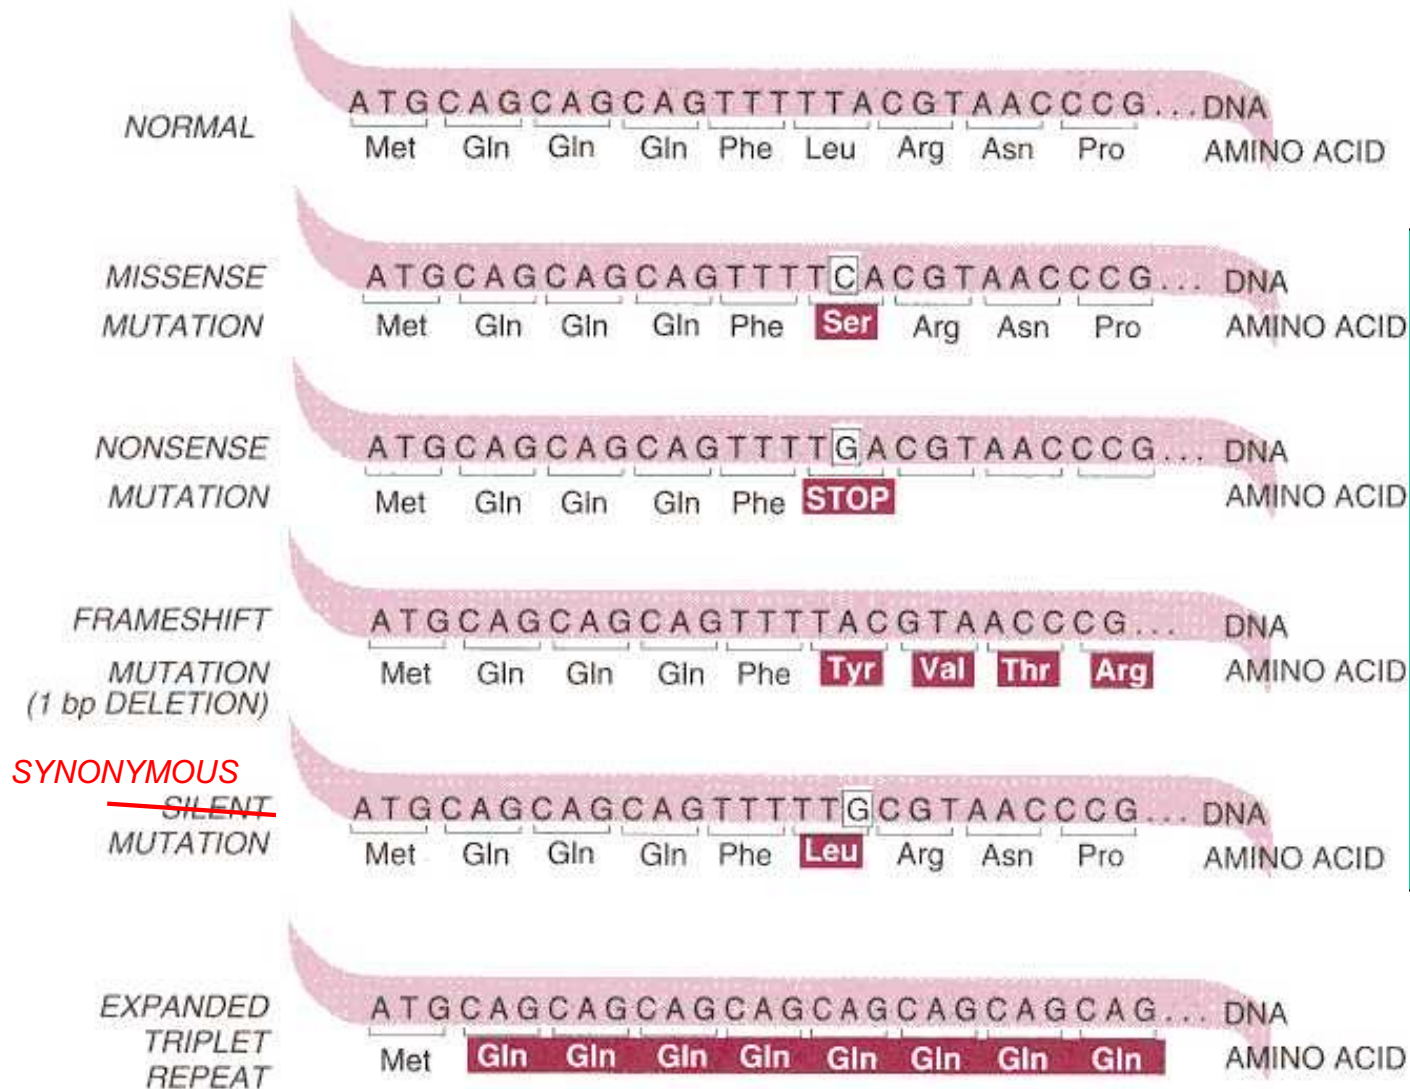 ATGCAGCAGCAGTTTTTACGTAACCCG...DNA
NORMAL
Met Gln Gln Gln Phe Leu Arg Asn Pro AMINO ACID
MISSENSE ATGCAGCAGCAGTTTTCACGTAACCCG... DNA
MUTATION Met Gln Gln Gln Phe Ser Arg Asn Pro AMINO ACID
NONSENSE ATGCAGCAGCAGTTTTGACGTAACCCG... DNA
MUTATION Met Gln Gln Gln Phe STOP AMINO ACID
FRAMESHIFT ATGCAGCAGCAGTTTTACGTAACCCG... DNA
MUTATION Met Gln Gln Gln Phe Tyr Val Thr Arg AMINO ACID
(1 bp DELETION)
SYNONYMOUS
SILENT ATGCAGCAGCAGTTTTTGCGTAACCCG... DNA
MUTATION Met Gln Gln Gln Phe Leu Arg Asn Pro AMINO ACID
EXPANDED ATGCAGCAGCAGCAGCAGCAGCAGCAG... DNA
TRIPLET Met Gln Gln Gln Gln Gln Gln Gln Gln AMINO ACID
REPEAT